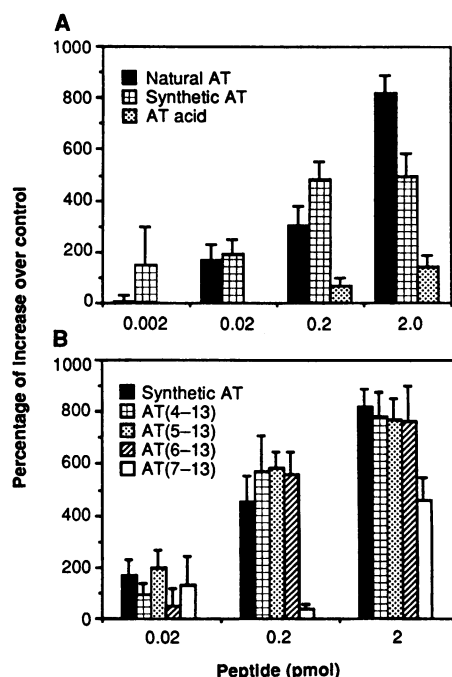 A
1000
800
600
400
200
0
Natural AT
Synthetic AT
AT acid
0.002 0.02 0.2 2.0
Percentage of increase over control
B
1000
800
600
400
200
0
Synthetic AT
AT(4–13)
AT(5–13)
AT(6–13)
AT(7–13)
0.02 0.2 2
Peptide (pmol)